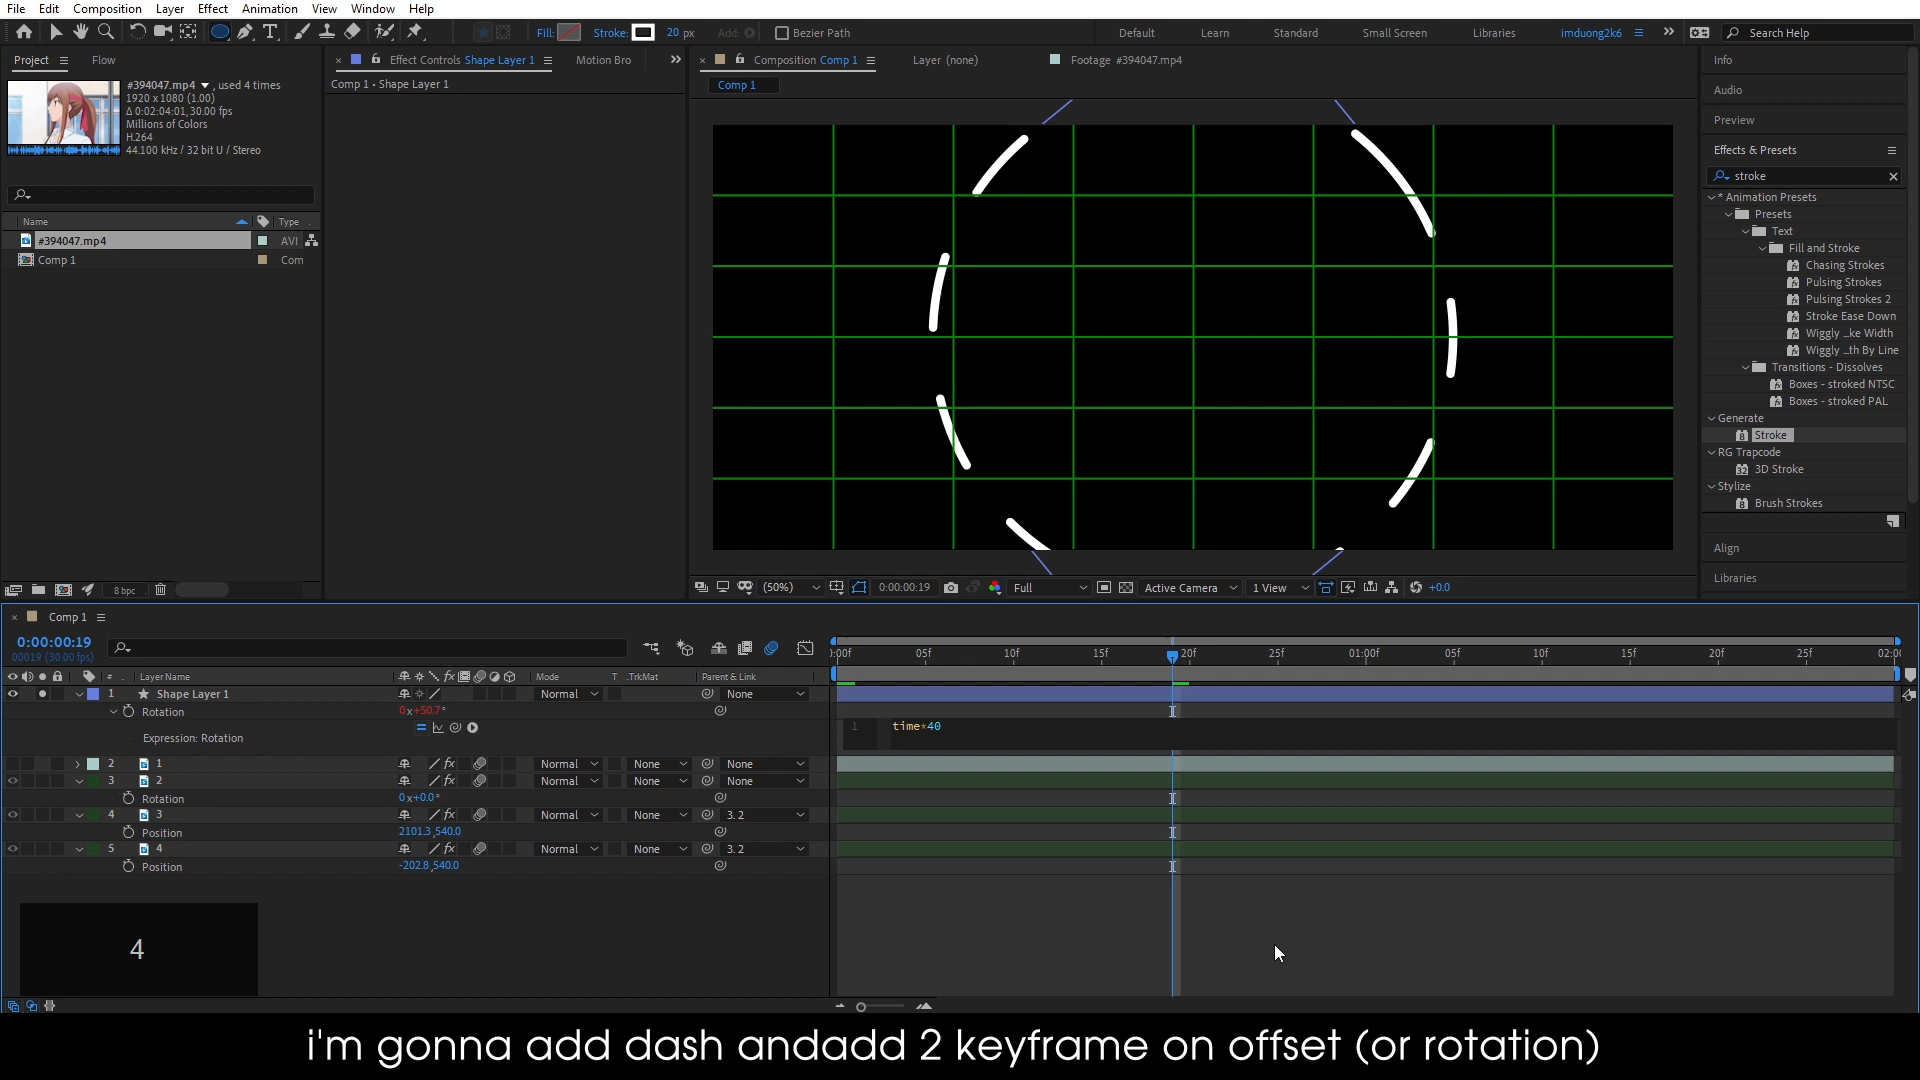 File Edit Composition Layer Effect Animation View Window Help
Fill: Stroke: 20 px Add: Bezier Path Default Learn Standard Small Screen Libraries imduong2k6 Search Help
Project Flow
#394047.mp4 , used 4 times
1920 x 1080 (1.00)
Δ 0:02:04:01, 30.00 fps
Millions of Colors
H.264
44.100 kHz / 32 bit U / Stereo
Name Type
#394047.mp4 AVI
Comp 1 Com
8 bpc
Effect Controls Shape Layer 1 Motion Bro
Comp 1 • Shape Layer 1
Composition Comp 1 Layer (none) Footage #394047.mp4
Comp 1
(50%) 0:00:00:19 Full Active Camera 1 View +0.0
Info
Audio
Preview
Effects & Presets
stroke
* Animation Presets
Presets
Text
Fill and Stroke
Chasing Strokes
Pulsing Strokes
Pulsing Strokes 2
Stroke Ease Down
Wiggly ...ke Width
Wiggly ...th By Line
Transitions - Dissolves
Boxes - stroked NTSC
Boxes - stroked PAL
Generate
Stroke
RG Trapcode
3D Stroke
Stylize
Brush Strokes
Align
Libraries
Comp 1
0:00:00:19
00019 (30.00 fps)
# . Layer Name Mode T .TrkMat Parent & Link
:00f 05f 10f 15f 20f 25f 01:00f 05f 10f 15f 20f 25f 02:0
1 Shape Layer 1 Normal None
Rotation 0x+50.7°
Expression: Rotation
1 time*40
2 1 Normal None None
3 2 Normal None None
Rotation 0x+0.0°
4 3 Normal None 3. 2
Position 2101.3,540.0
5 4 Normal None 3. 2
Position -202.8,540.0
4
i'm gonna add dash andadd 2 keyframe on offset (or rotation)